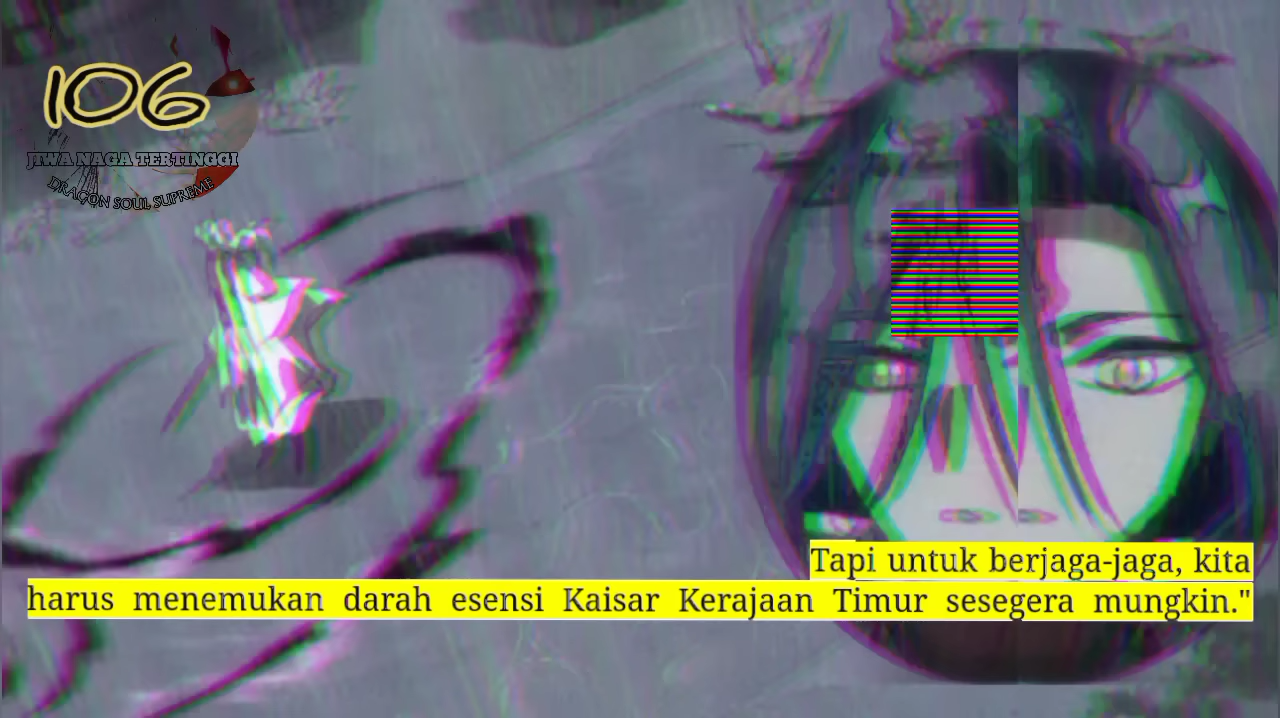 106
JIWA NAGA TERTINGGI
DRAGON SOUL SUPREME
Tapi untuk berjaga-jaga, kita
harus menemukan darah esensi Kaisar Kerajaan Timur sesegera mungkin."